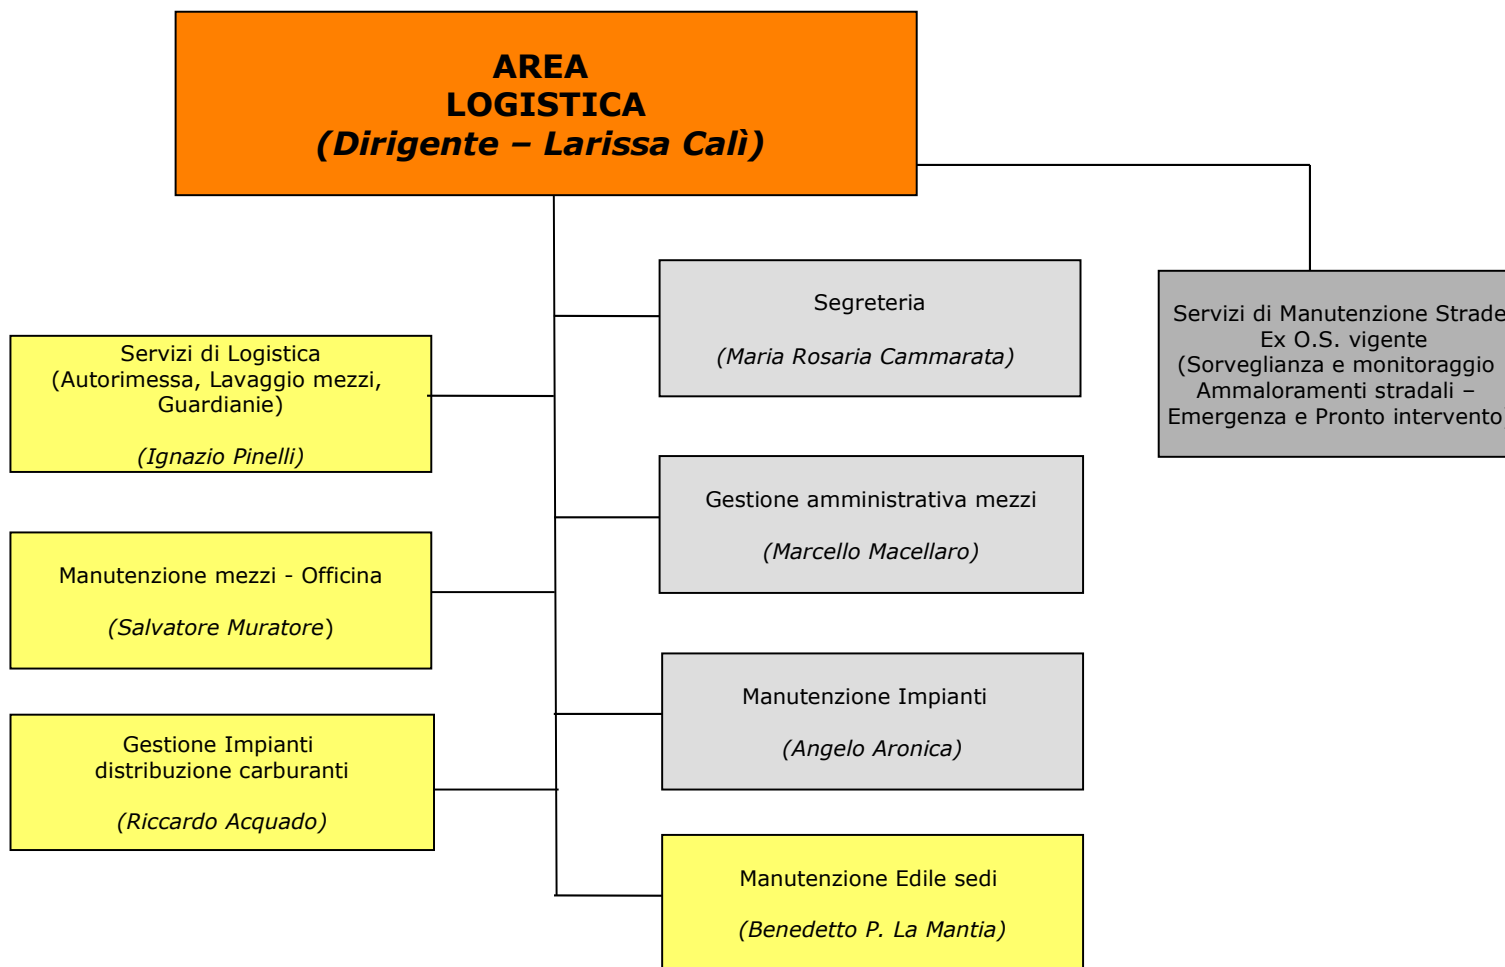 AREA
LOGISTICA
(Dirigente – Larissa Calì)
Segreteria
(Maria Rosaria Cammarata)
Servizi di Manutenzione Strade
Ex O.S. vigente
(Sorveglianza e monitoraggio
Ammaloramenti stradali –
Emergenza e Pronto intervento)
Servizi di Logistica
(Autorimessa, Lavaggio mezzi,
Guardianie)
(Ignazio Pinelli)
Gestione amministrativa mezzi
(Marcello Macellaro)
Manutenzione mezzi - Officina
(Salvatore Muratore)
Manutenzione Impianti
(Angelo Aronica)
Gestione Impianti
distribuzione carburanti
(Riccardo Acquado)
Manutenzione Edile sedi
(Benedetto P. La Mantia)